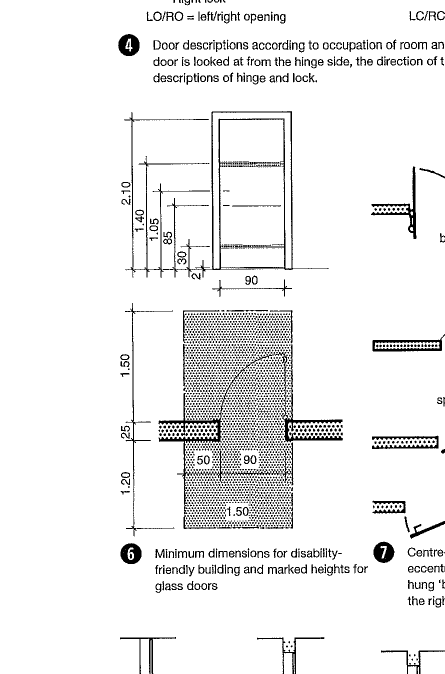 LO/RO = left/right opening
LC/RC
4 Door descriptions according to occupation of room an
door is looked at from the hinge side, the direction of t
descriptions of hinge and lock.
2.10
1.40
1.05
85
30
2
90
1.50
25
1.20
50
90
1.50
6 Minimum dimensions for disability-
friendly building and marked heights for
glass doors
7 Centre-
eccent
hung 'b
the righ